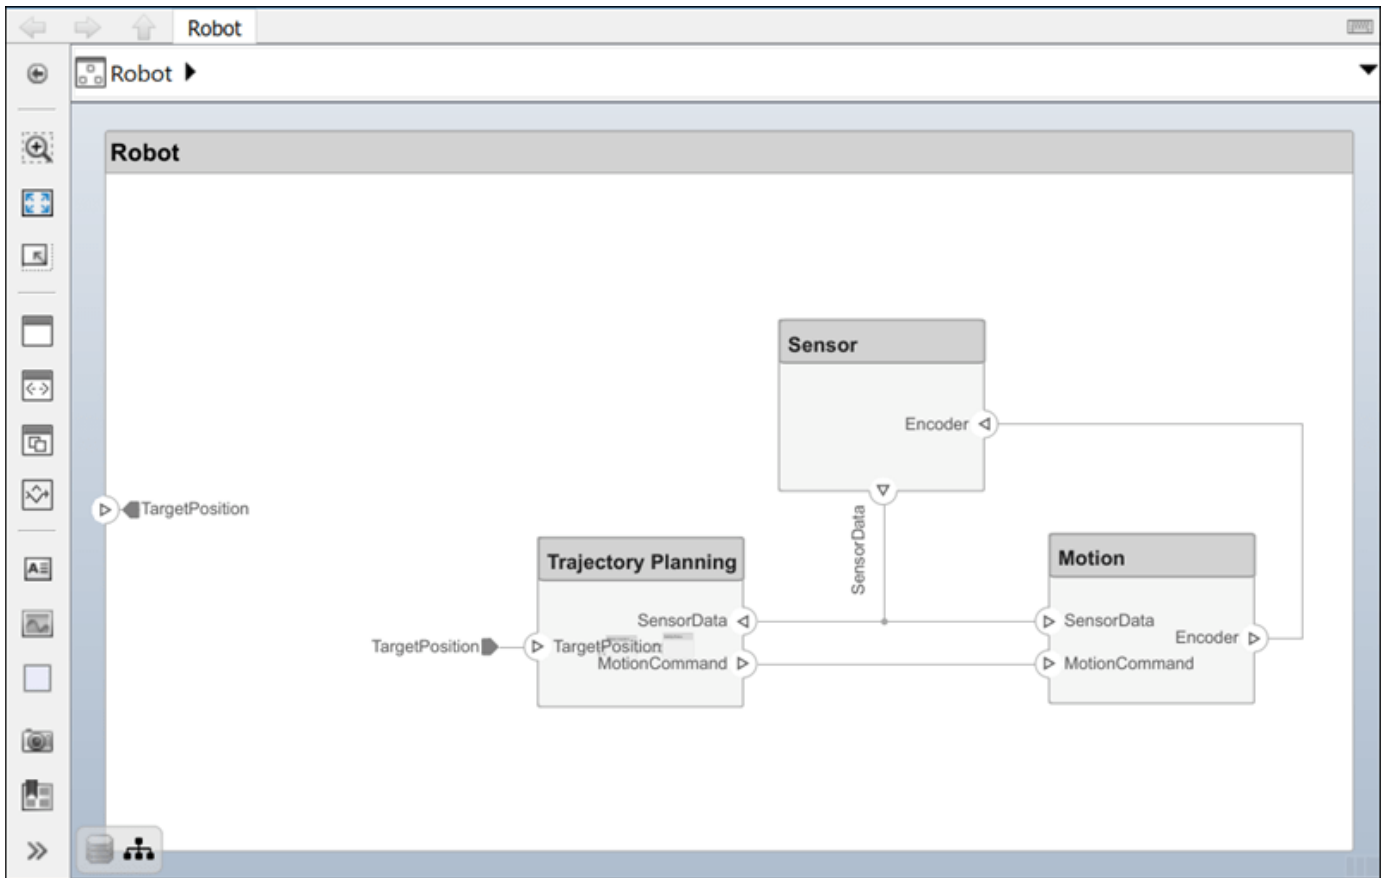 Robot
Robot
Robot
Sensor
Encoder
TargetPosition
SensorData
Trajectory Planning
Motion
SensorData
SensorData
Encoder
TargetPosition
TargetPosition
MotionCommand
MotionCommand